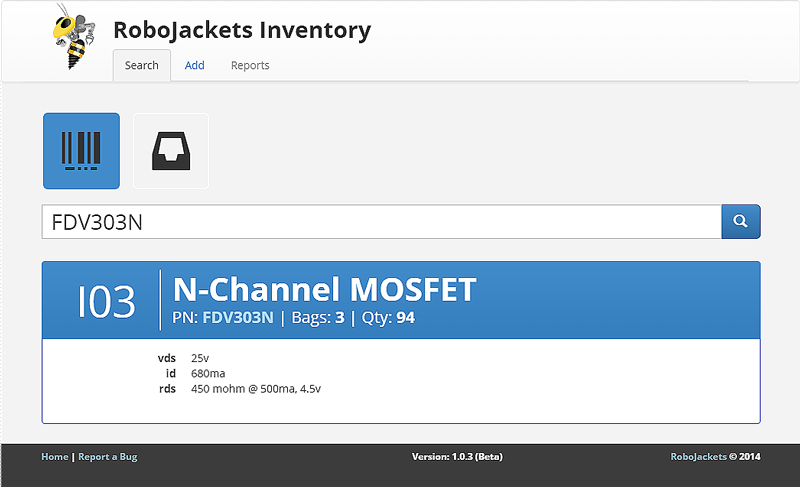 RoboJackets Inventory
Search Add Reports
FDV303N
I03
N-Channel MOSFET
PN: FDV303N | Bags: 3 | Qty: 94
vds 25v
id 680ma
rds 450 mohm @ 500ma, 4.5v
Home | Report a Bug Version: 1.0.3 (Beta) RoboJackets © 2014